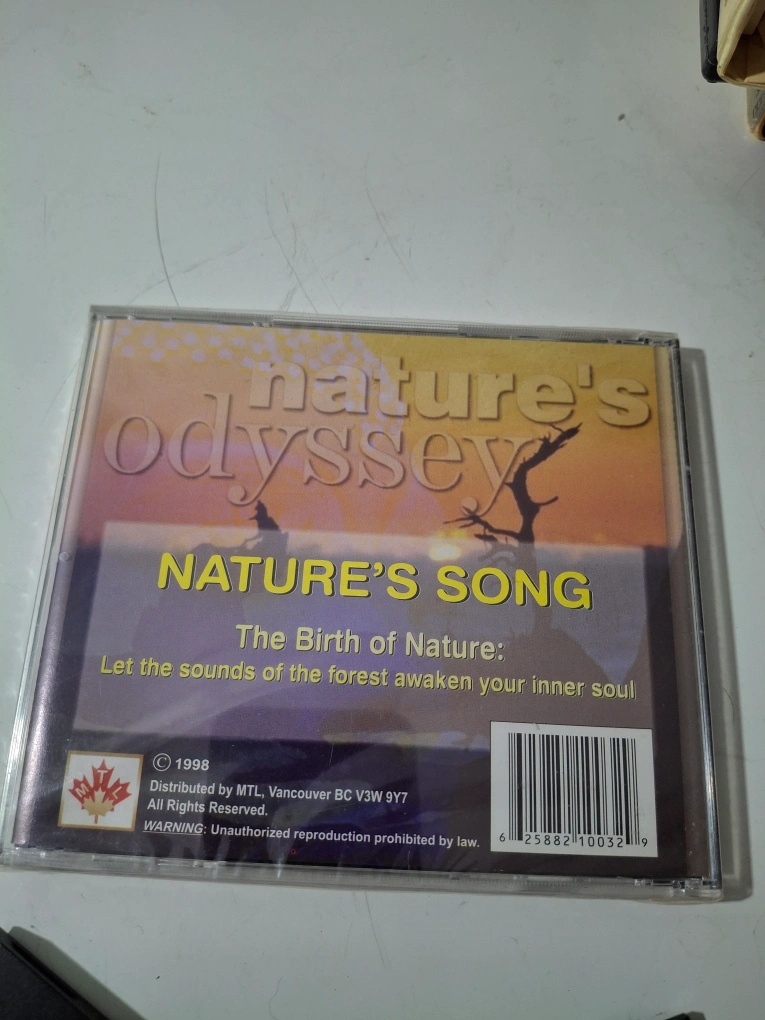 nature's
odyssey
NATURE'S SONG
The Birth of Nature:
Let the sounds of the forest awaken your inner soul
MTL
© 1998
Distributed by MTL, Vancouver BC V3W 9Y7
All Rights Reserved.
WARNING: Unauthorized reproduction prohibited by law.
6 25882 10032 9